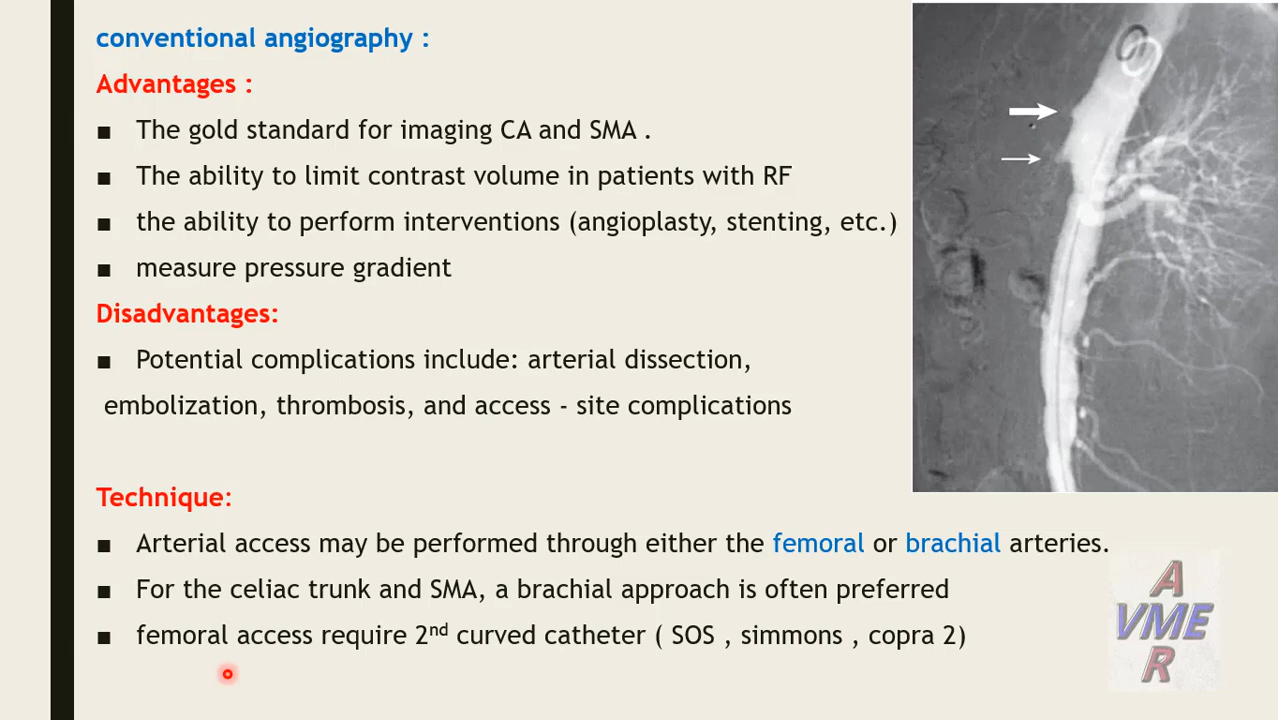 conventional angiography :
Advantages :
▪ The gold standard for imaging CA and SMA .
▪ The ability to limit contrast volume in patients with RF
▪ the ability to perform interventions (angioplasty, stenting, etc.)
▪ measure pressure gradient
Disadvantages:
▪ Potential complications include: arterial dissection,
embolization, thrombosis, and access - site complications
Technique:
▪ Arterial access may be performed through either the femoral or brachial arteries.
▪ For the celiac trunk and SMA, a brachial approach is often preferred
▪ femoral access require 2nd curved catheter ( SOS , simmons , copra 2)
A
VME
R